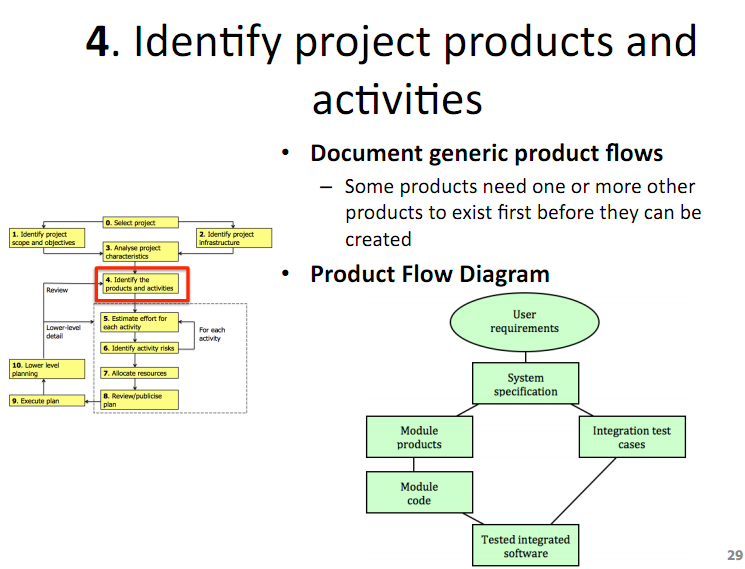 4. Identify project products and
activities
• Document generic product flows
– Some products need one or more other
products to exist first before they can be
created
• Product Flow Diagram
0. Select project
1. Identify project
scope and objectives
2. Identify project
infrastructure
3. Analyse project
characteristics
4. Identify the
products and activities
Review
5. Estimate effort for
each activity
Lower-level
detail
For each
activity
6. Identify activity risks
10. Lower level
planning
7. Allocate resources
8. Review/publicise
plan
9. Execute plan
User
requirements
System
specification
Module
products
Integration test
cases
Module
code
Tested integrated
software
29